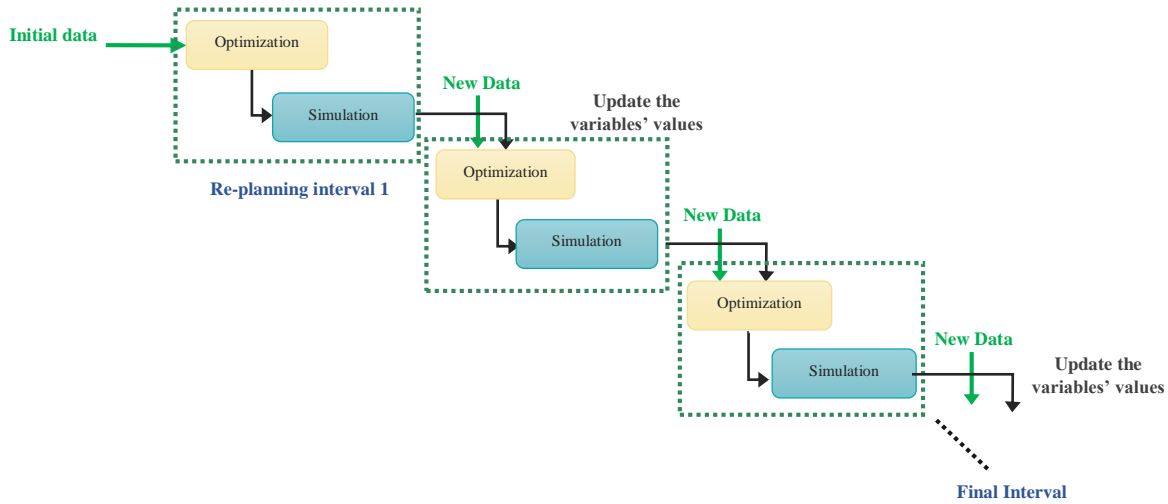 Initial data
Optimization
Simulation
New Data
Update the
variables' values
Re-planning interval 1
Optimization
Simulation
New Data
Optimization
Simulation
New Data
Update the
variables' values
Final Interval